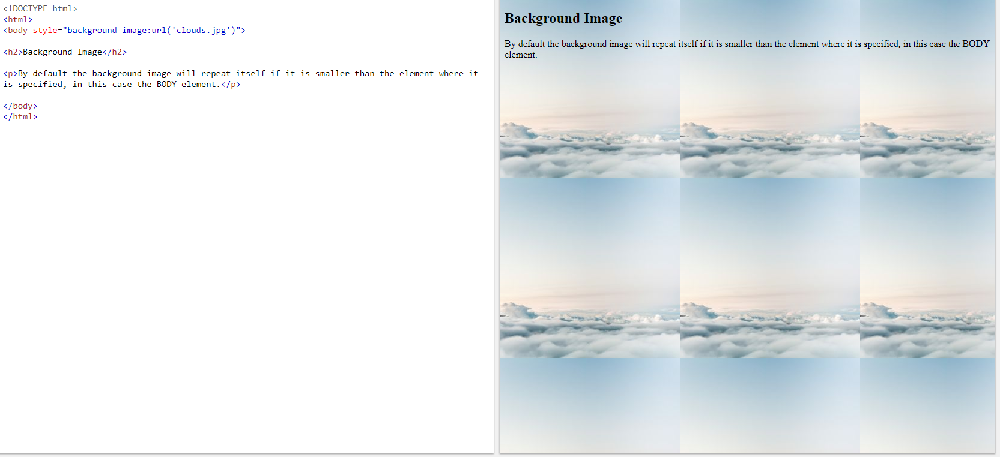 <!DOCTYPE html>
<html>
<body style="background-image:url('clouds.jpg')">
<h2>Background Image</h2>
<p>By default the background image will repeat itself if it is smaller than the element where it
is specified, in this case the BODY element.</p>
</body>
</html>
Background Image
By default the background image will repeat itself if it is smaller than the element where it is specified, in this case the BODY
element.